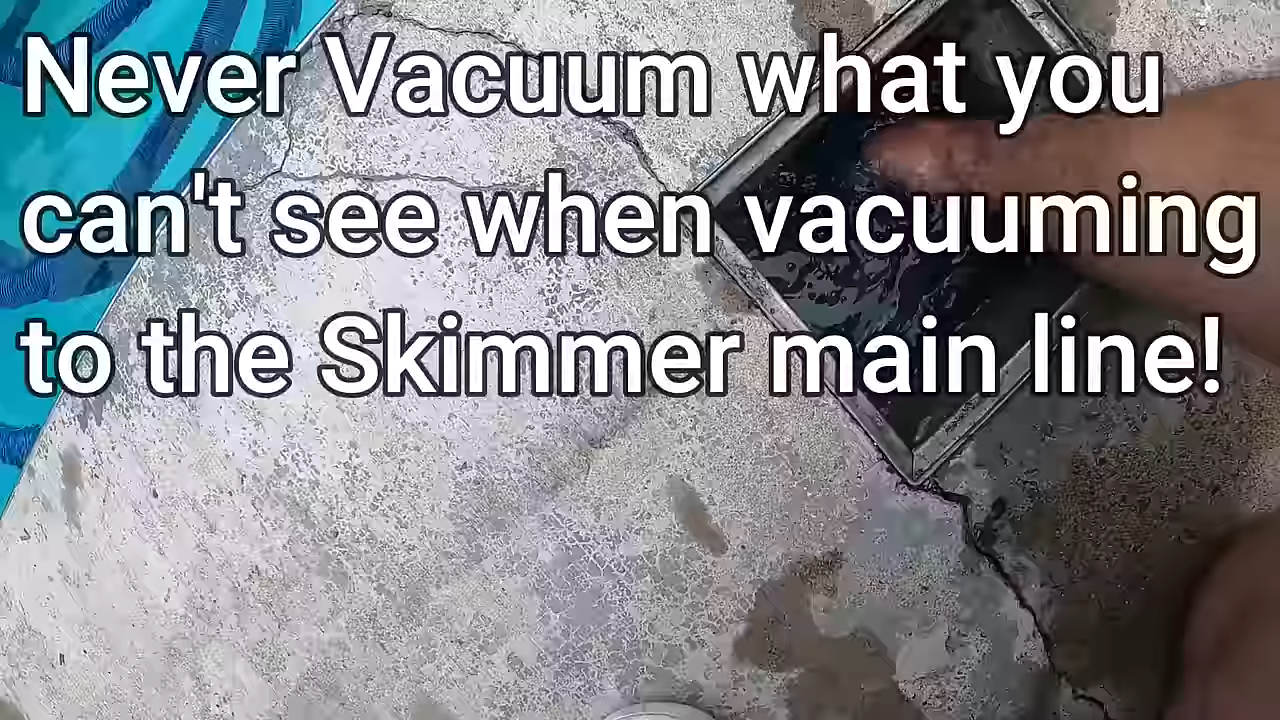 Never Vacuum what you
can't see when vacuuming
to the Skimmer main line!